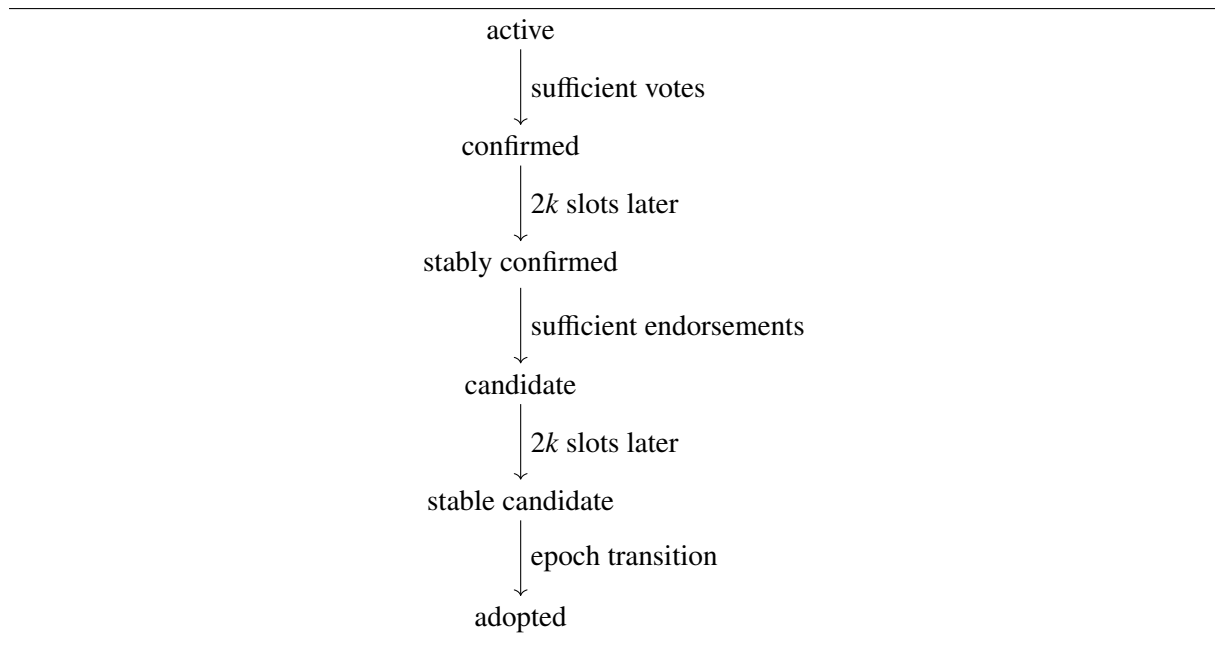 active
sufficient votes
confirmed
2k slots later
stably confirmed
sufficient endorsements
candidate
2k slots later
stable candidate
epoch transition
adopted